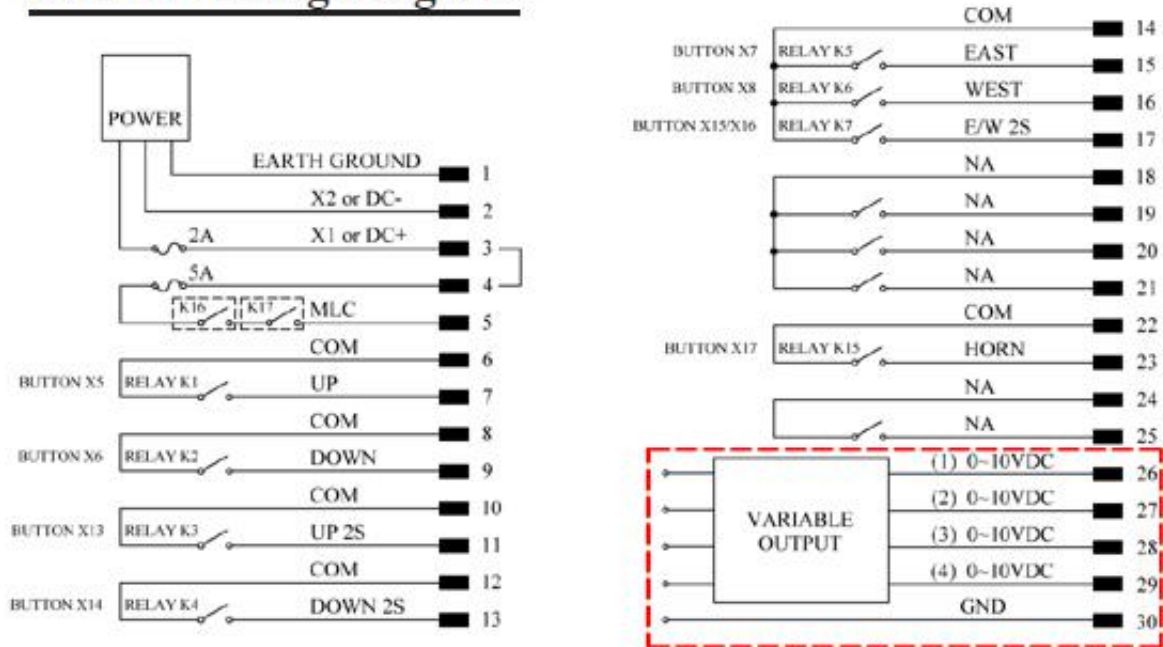 POWER
EARTH GROUND 1
X2 or DC- 2
2A X1 or DC+ 3
5A 4
K16 K17 MLC 5
COM 6
BUTTON X5 RELAY K1 UP 7
COM 8
BUTTON X6 RELAY K2 DOWN 9
COM 10
BUTTON X13 RELAY K3 UP 2S 11
COM 12
BUTTON X14 RELAY K4 DOWN 2S 13
COM 14
BUTTON X7 RELAY K5 EAST 15
BUTTON X8 RELAY K6 WEST 16
BUTTON X15/X16 RELAY K7 E/W 2S 17
NA 18
NA 19
NA 20
NA 21
COM 22
BUTTON X17 RELAY K15 HORN 23
NA 24
NA 25
(1) 0~10VDC 26
(2) 0~10VDC 27
VARIABLE
OUTPUT
(3) 0~10VDC 28
(4) 0~10VDC 29
GND 30